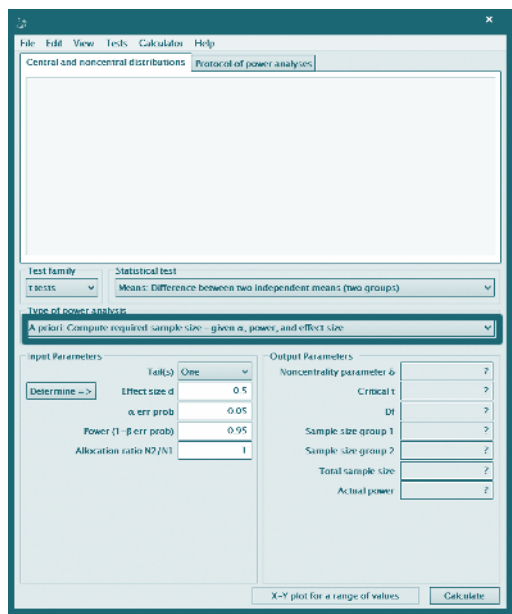 File Edit View Tests Calculator Help
Central and noncentral distributions Protocol of power analyses
Test family Statistical test
t tests Means: Difference between two independent means (two groups)
Type of power analysis
A priori: Compute required sample size – given α, power, and effect size
Input Parameters Output Parameters
Tail(s) One Noncentrality parameter δ ?
Determine => Effect size d 0.5 Critical t ?
α err prob 0.05 Df ?
Power (1–β err prob) 0.95 Sample size group 1 ?
Allocation ratio N2/N1 1 Sample size group 2 ?
Total sample size ?
Actual power ?
X–Y plot for a range of values Calculate